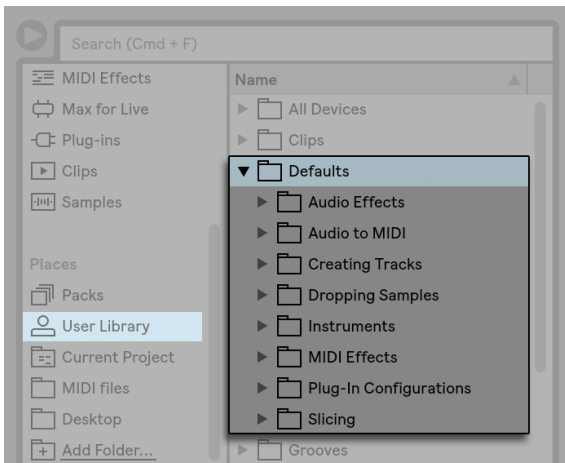 Search (Cmd + F)
MIDI Effects
Max for Live
Plug-ins
Clips
Samples
Places
Packs
User Library
Current Project
MIDI files
Desktop
Add Folder...
Name
All Devices
Clips
Defaults
Audio Effects
Audio to MIDI
Creating Tracks
Dropping Samples
Instruments
MIDI Effects
Plug-In Configurations
Slicing
Grooves